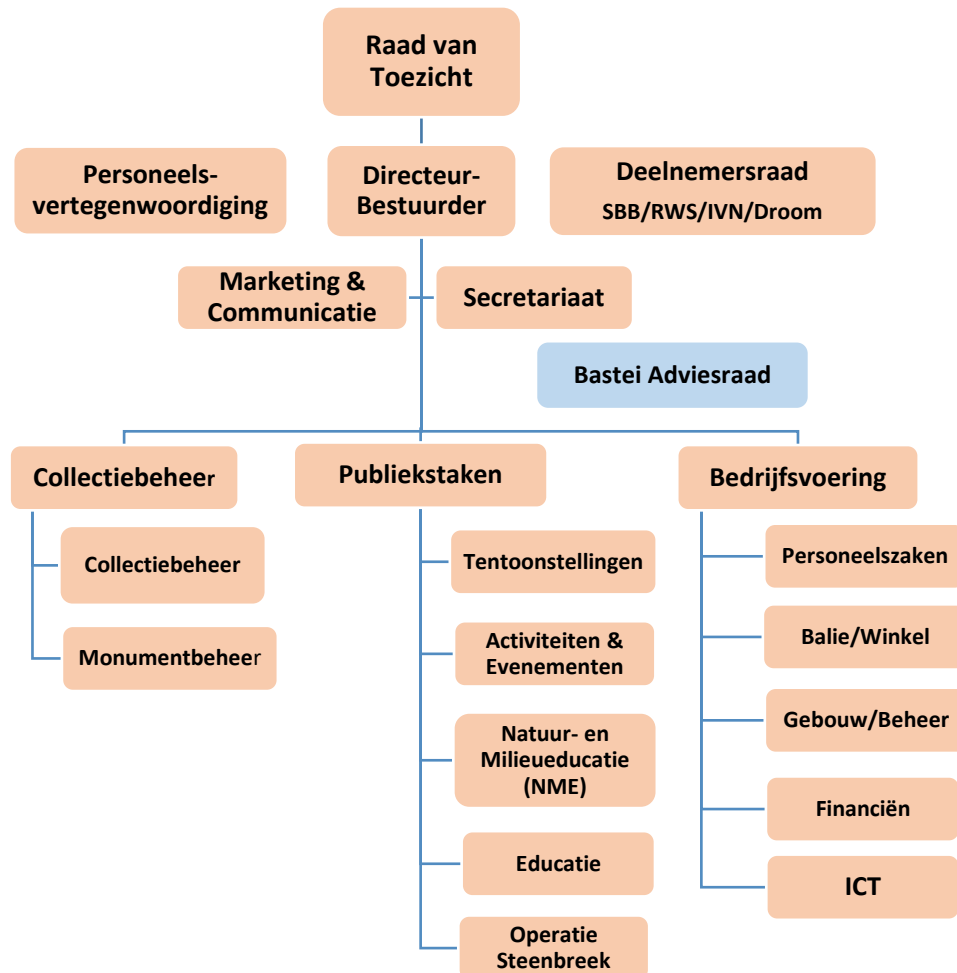 Raad van
Toezicht
Personeels-
vertegenwoordiging
Directeur-
Bestuurder
Deelnemersraad
SBB/RWS/IVN/Droom
Marketing &
Communicatie
Secretariaat
Bastei Adviesraad
Collectiebeheer
Collectiebeheer
Monumentbeheer
Publiekstaken
Tentoonstellingen
Activiteiten &
Evenementen
Natuur- en
Milieueducatie
(NME)
Educatie
Operatie
Steenbreek
Bedrijfsvoering
Personeelszaken
Balie/Winkel
Gebouw/Beheer
Financiën
ICT